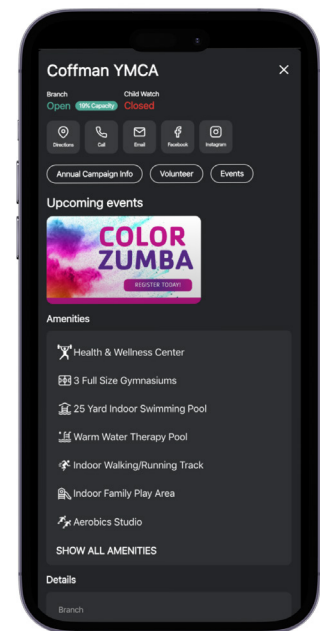 Coffman YMCA
Branch Child Watch
Open 19% Capacity Closed
Directions Call Email Facebook Instagram
Annual Campaign Info Volunteer Events
Upcoming events
COLOR
ZUMBA
REGISTER TODAY!
Amenities
Health & Wellness Center
3 Full Size Gymnasiums
25 Yard Indoor Swimming Pool
Warm Water Therapy Pool
Indoor Walking/Running Track
Indoor Family Play Area
Aerobics Studio
SHOW ALL AMENITIES
Details
Branch